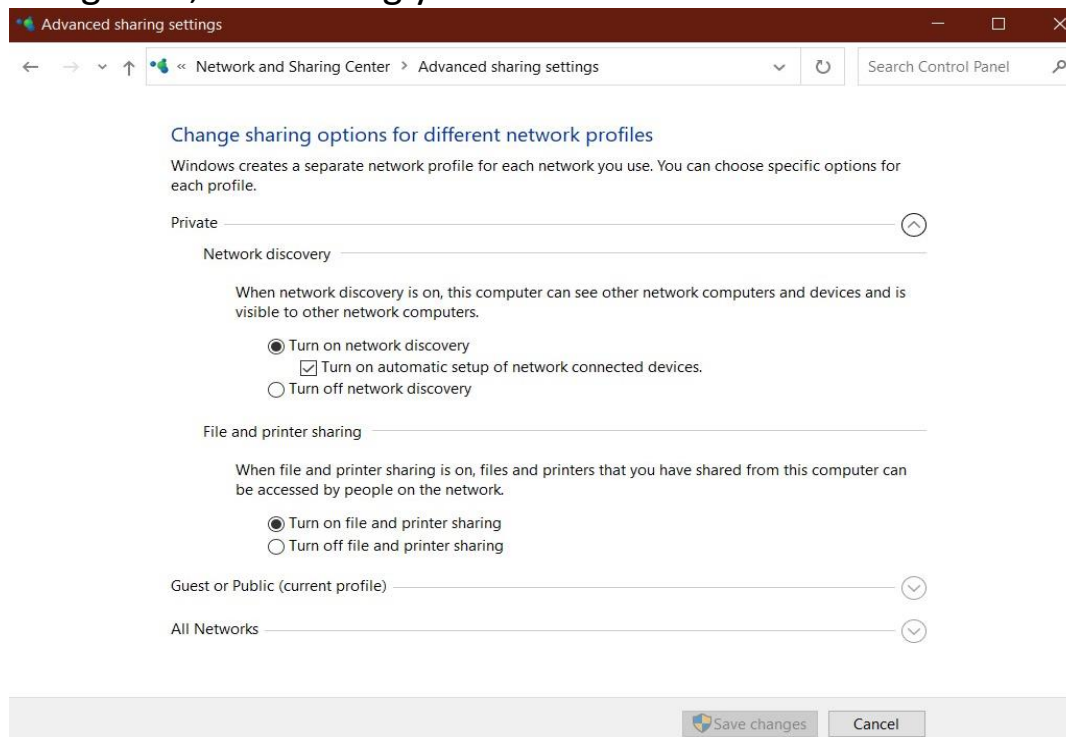 Advanced sharing settings
« Network and Sharing Center > Advanced sharing settings
Search Control Panel
Change sharing options for different network profiles
Windows creates a separate network profile for each network you use. You can choose specific options for
each profile.
Private
Network discovery
When network discovery is on, this computer can see other network computers and devices and is
visible to other network computers.
Turn on network discovery
Turn on automatic setup of network connected devices.
Turn off network discovery
File and printer sharing
When file and printer sharing is on, files and printers that you have shared from this computer can
be accessed by people on the network.
Turn on file and printer sharing
Turn off file and printer sharing
Guest or Public (current profile)
All Networks
Save changes
Cancel